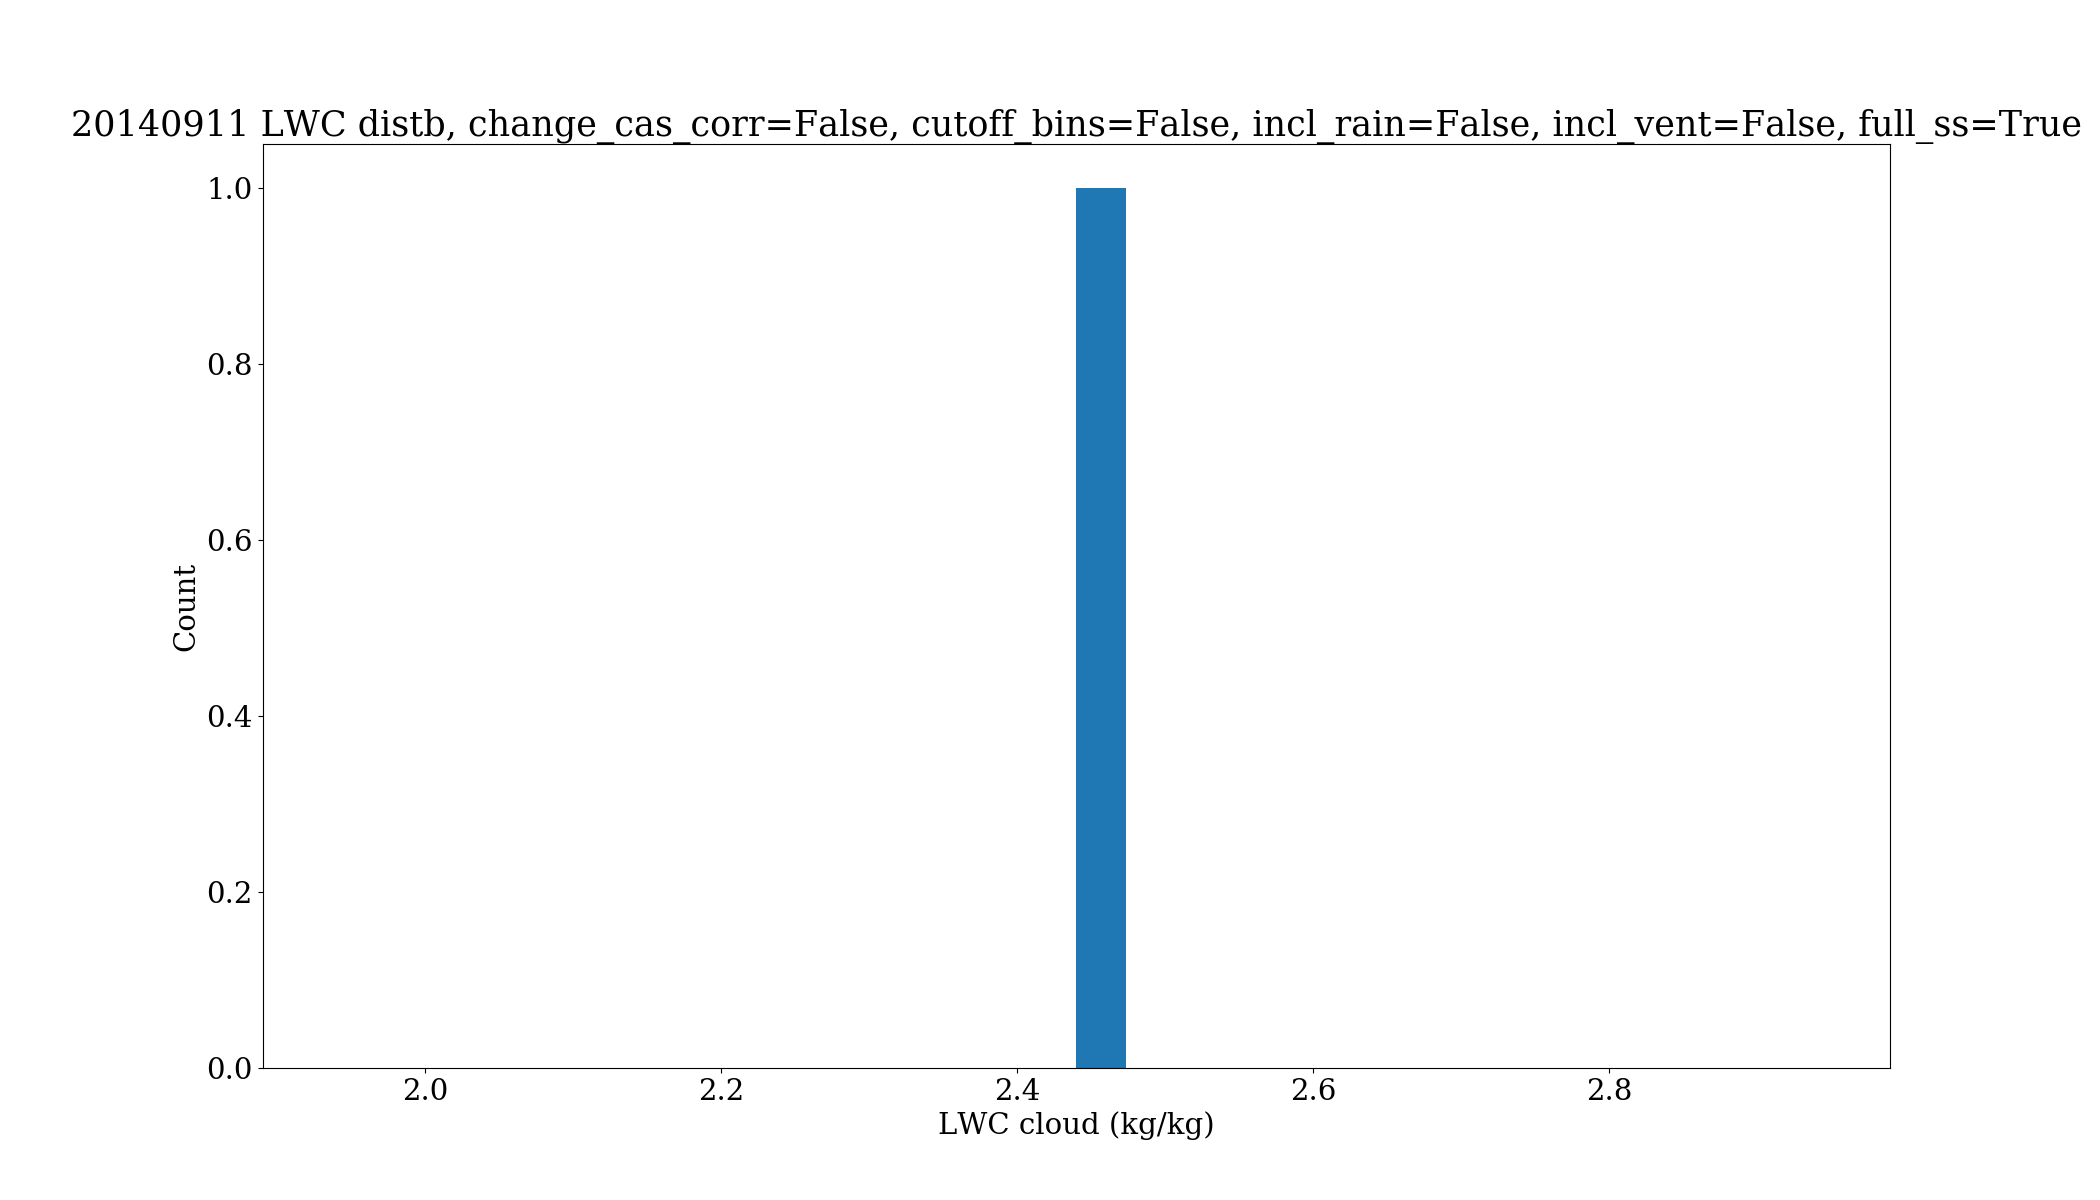 20140911 LWC distb, change_cas_corr=False, cutoff_bins=False, incl_rain=False, incl_vent=False, full_ss=True
1.0
0.8
0.6
0.4
0.2
0.0
Count
2.0 2.2 2.4 2.6 2.8
LWC cloud (kg/kg)